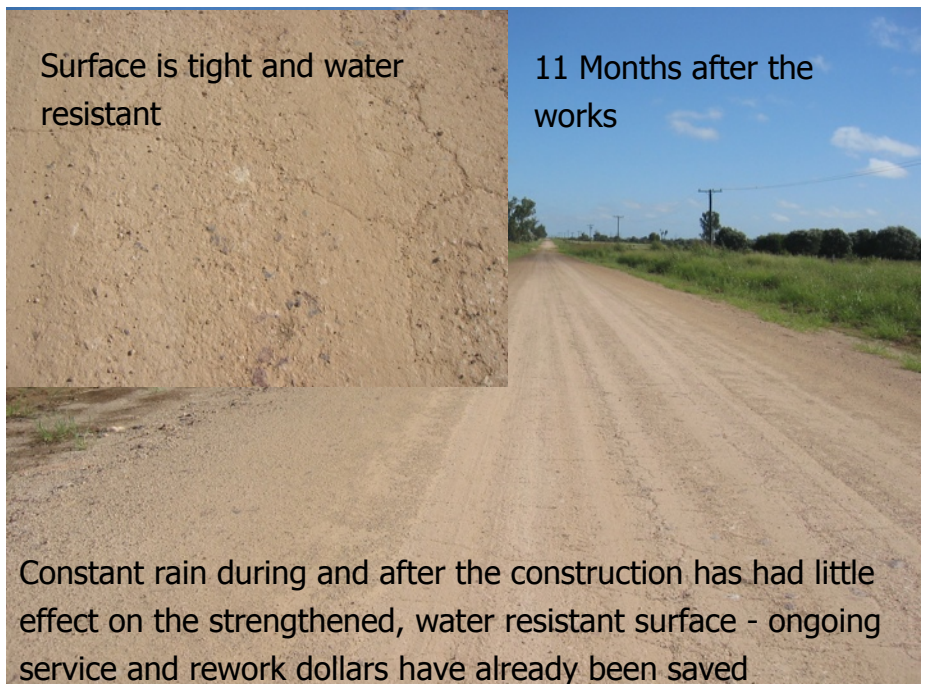 Surface is tight and water
resistant
11 Months after the
works
Constant rain during and after the construction has had little
effect on the strengthened, water resistant surface - ongoing
service and rework dollars have already been saved